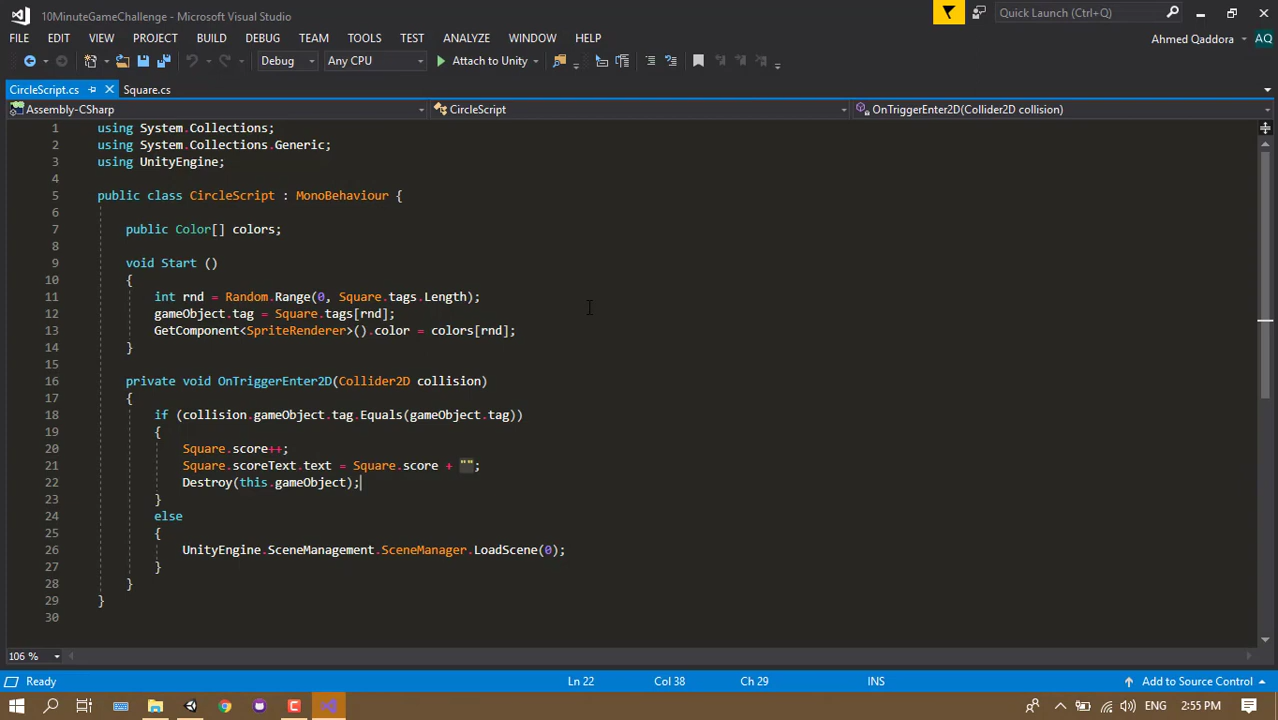 10MinuteGameChallenge - Microsoft Visual Studio
Quick Launch (Ctrl+Q)
FILE EDIT VIEW PROJECT BUILD DEBUG TEAM TOOLS TEST ANALYZE WINDOW HELP
Ahmed Qaddora AQ
Debug Any CPU Attach to Unity
CircleScript.cs Square.cs
Assembly-CSharp CircleScript OnTriggerEnter2D(Collider2D collision)
1 using System.Collections;
2 using System.Collections.Generic;
3 using UnityEngine;
4
5 public class CircleScript : MonoBehaviour {
6
7 public Color[] colors;
8
9 void Start ()
10 {
11 int rnd = Random.Range(0, Square.tags.Length);
12 gameObject.tag = Square.tags[rnd];
13 GetComponent<SpriteRenderer>().color = colors[rnd];
14 }
15
16 private void OnTriggerEnter2D(Collider2D collision)
17 {
18 if (collision.gameObject.tag.Equals(gameObject.tag))
19 {
20 Square.score++;
21 Square.scoreText.text = Square.score + "";
22 Destroy(this.gameObject);
23 }
24 else
25 {
26 UnityEngine.SceneManagement.SceneManager.LoadScene(0);
27 }
28 }
29 }
30
106 %
Ready Ln 22 Col 38 Ch 29 INS Add to Source Control
ENG 2:55 PM